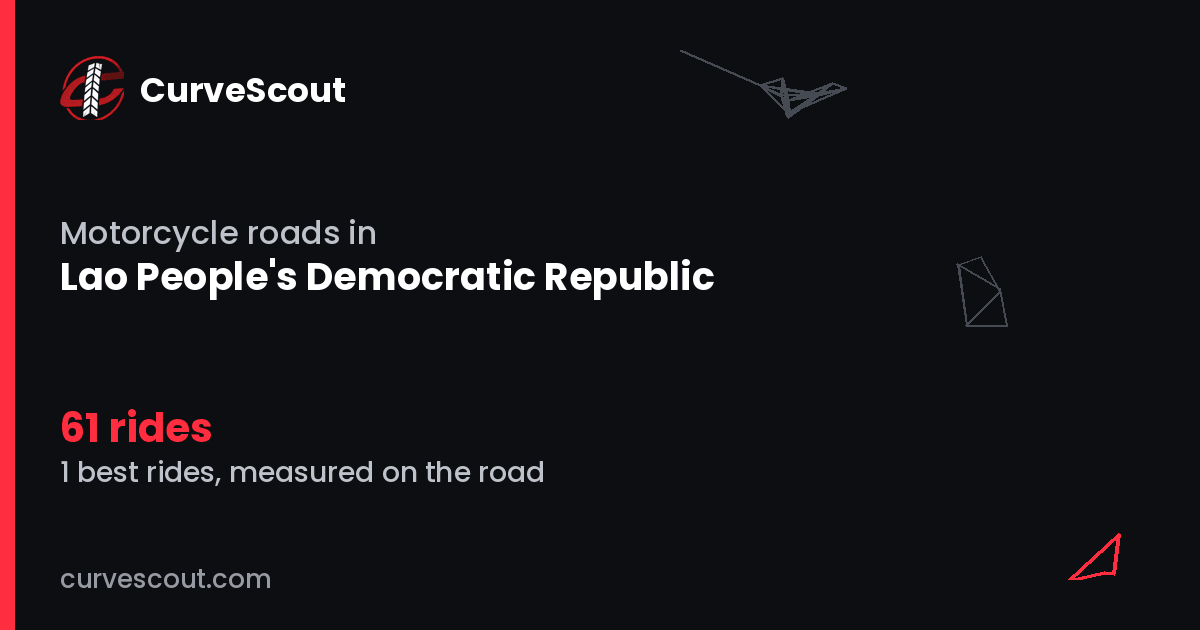 CurveScout
Motorcycle roads in
Lao People's Democratic Republic
61 rides
1 best rides, measured on the road
curvescout.com